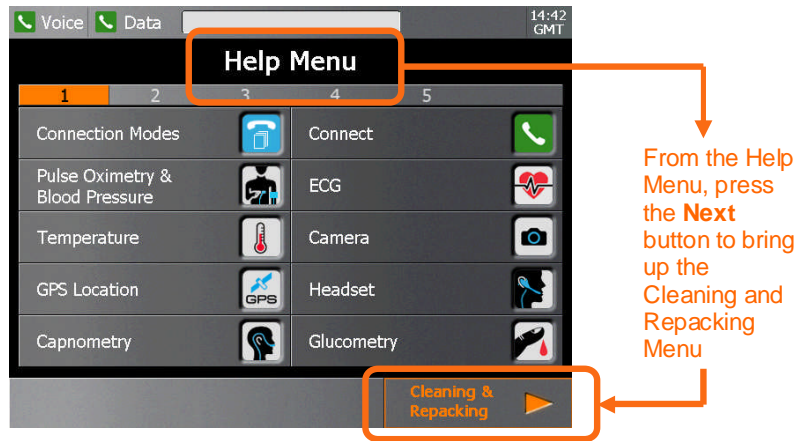 Voice Data 14:42
GMT
Help Menu
1 2 3 4 5
Connection Modes
Connect
Pulse Oximetry &
Blood Pressure
ECG
Temperature
Camera
GPS Location
GPS
Headset
Capnometry
Glucometry
Cleaning &
Repacking
From the Help
Menu, press
the Next
button to bring
up the
Cleaning and
Repacking
Menu